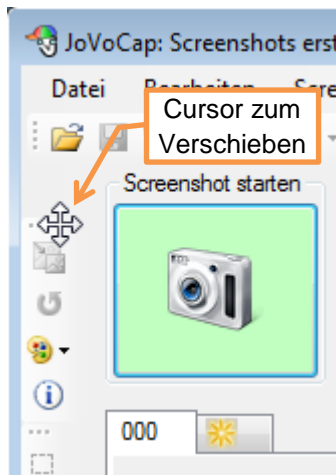 JoVoCap: Screenshots erst
Datei
Cursor zum
Verschieben
Screenshot starten
000